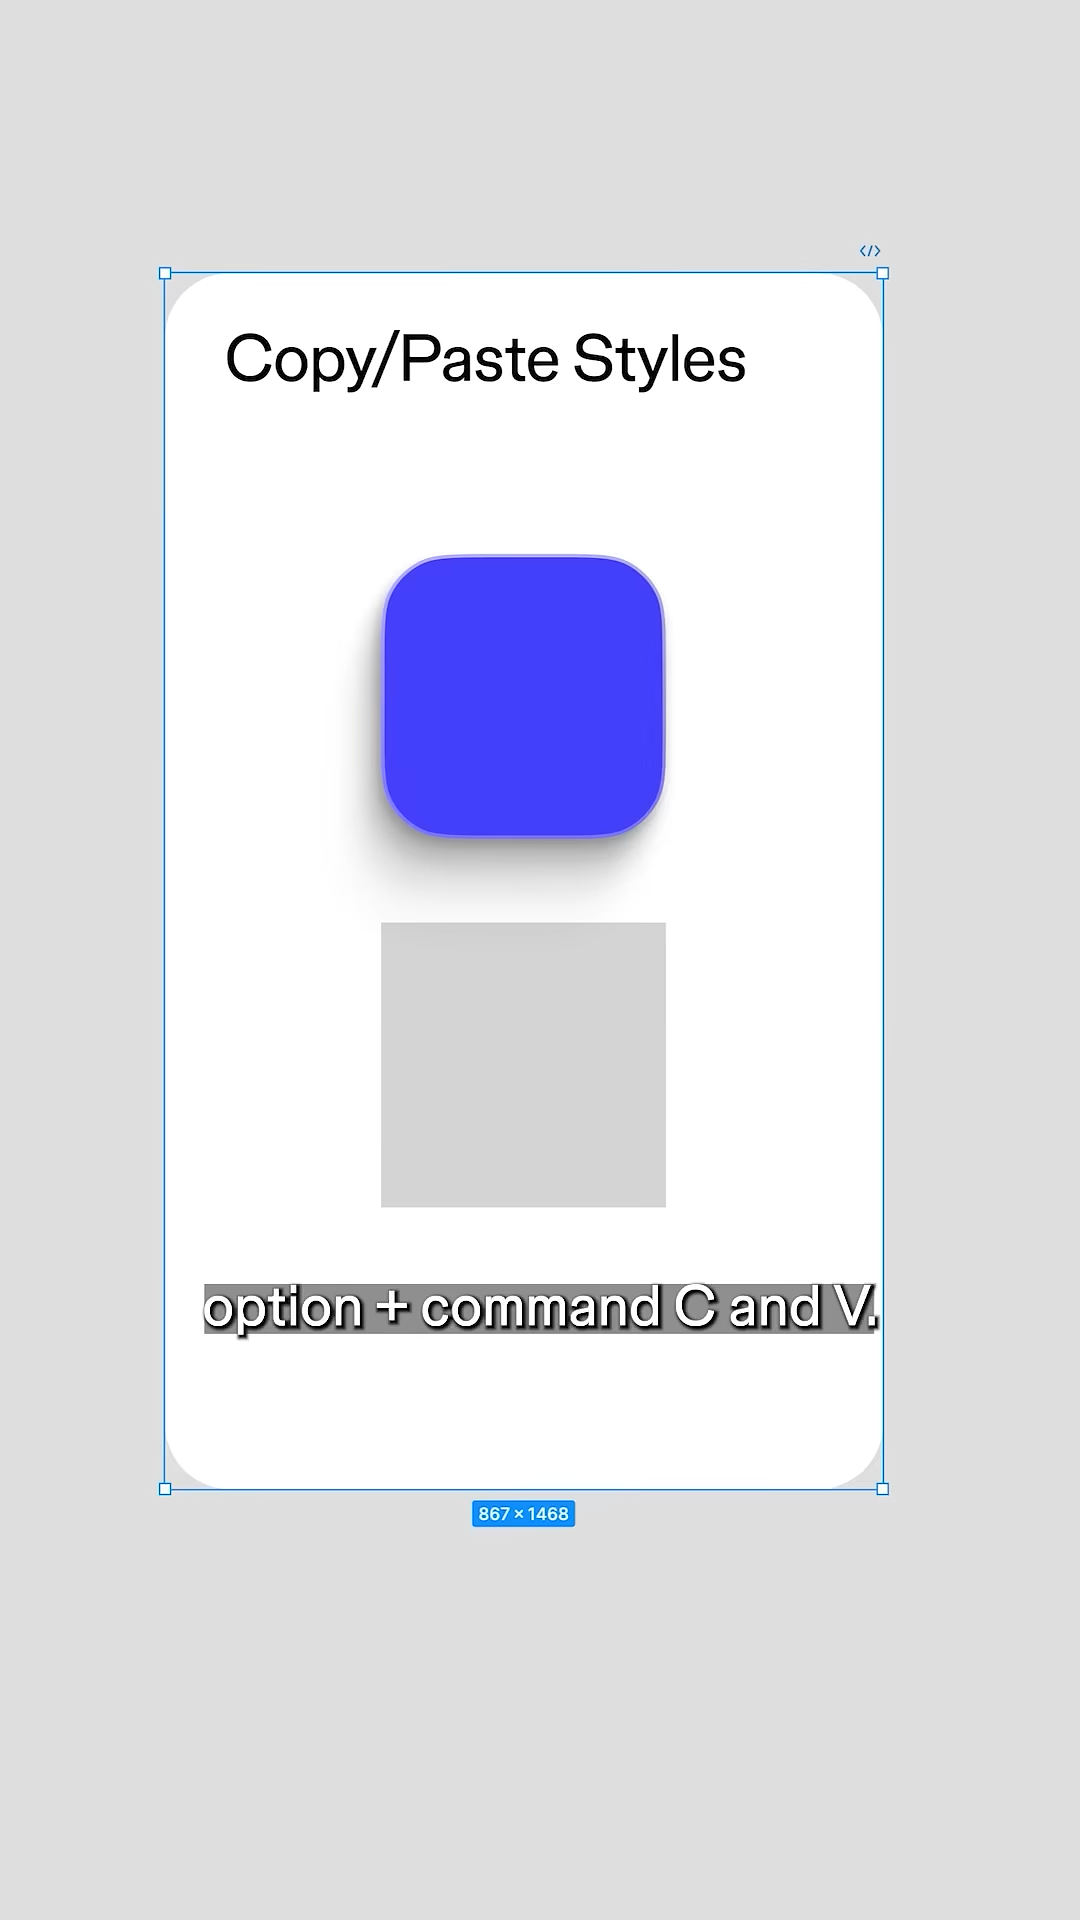 </>
Copy/Paste Styles
option + command C and V.
867 × 1468